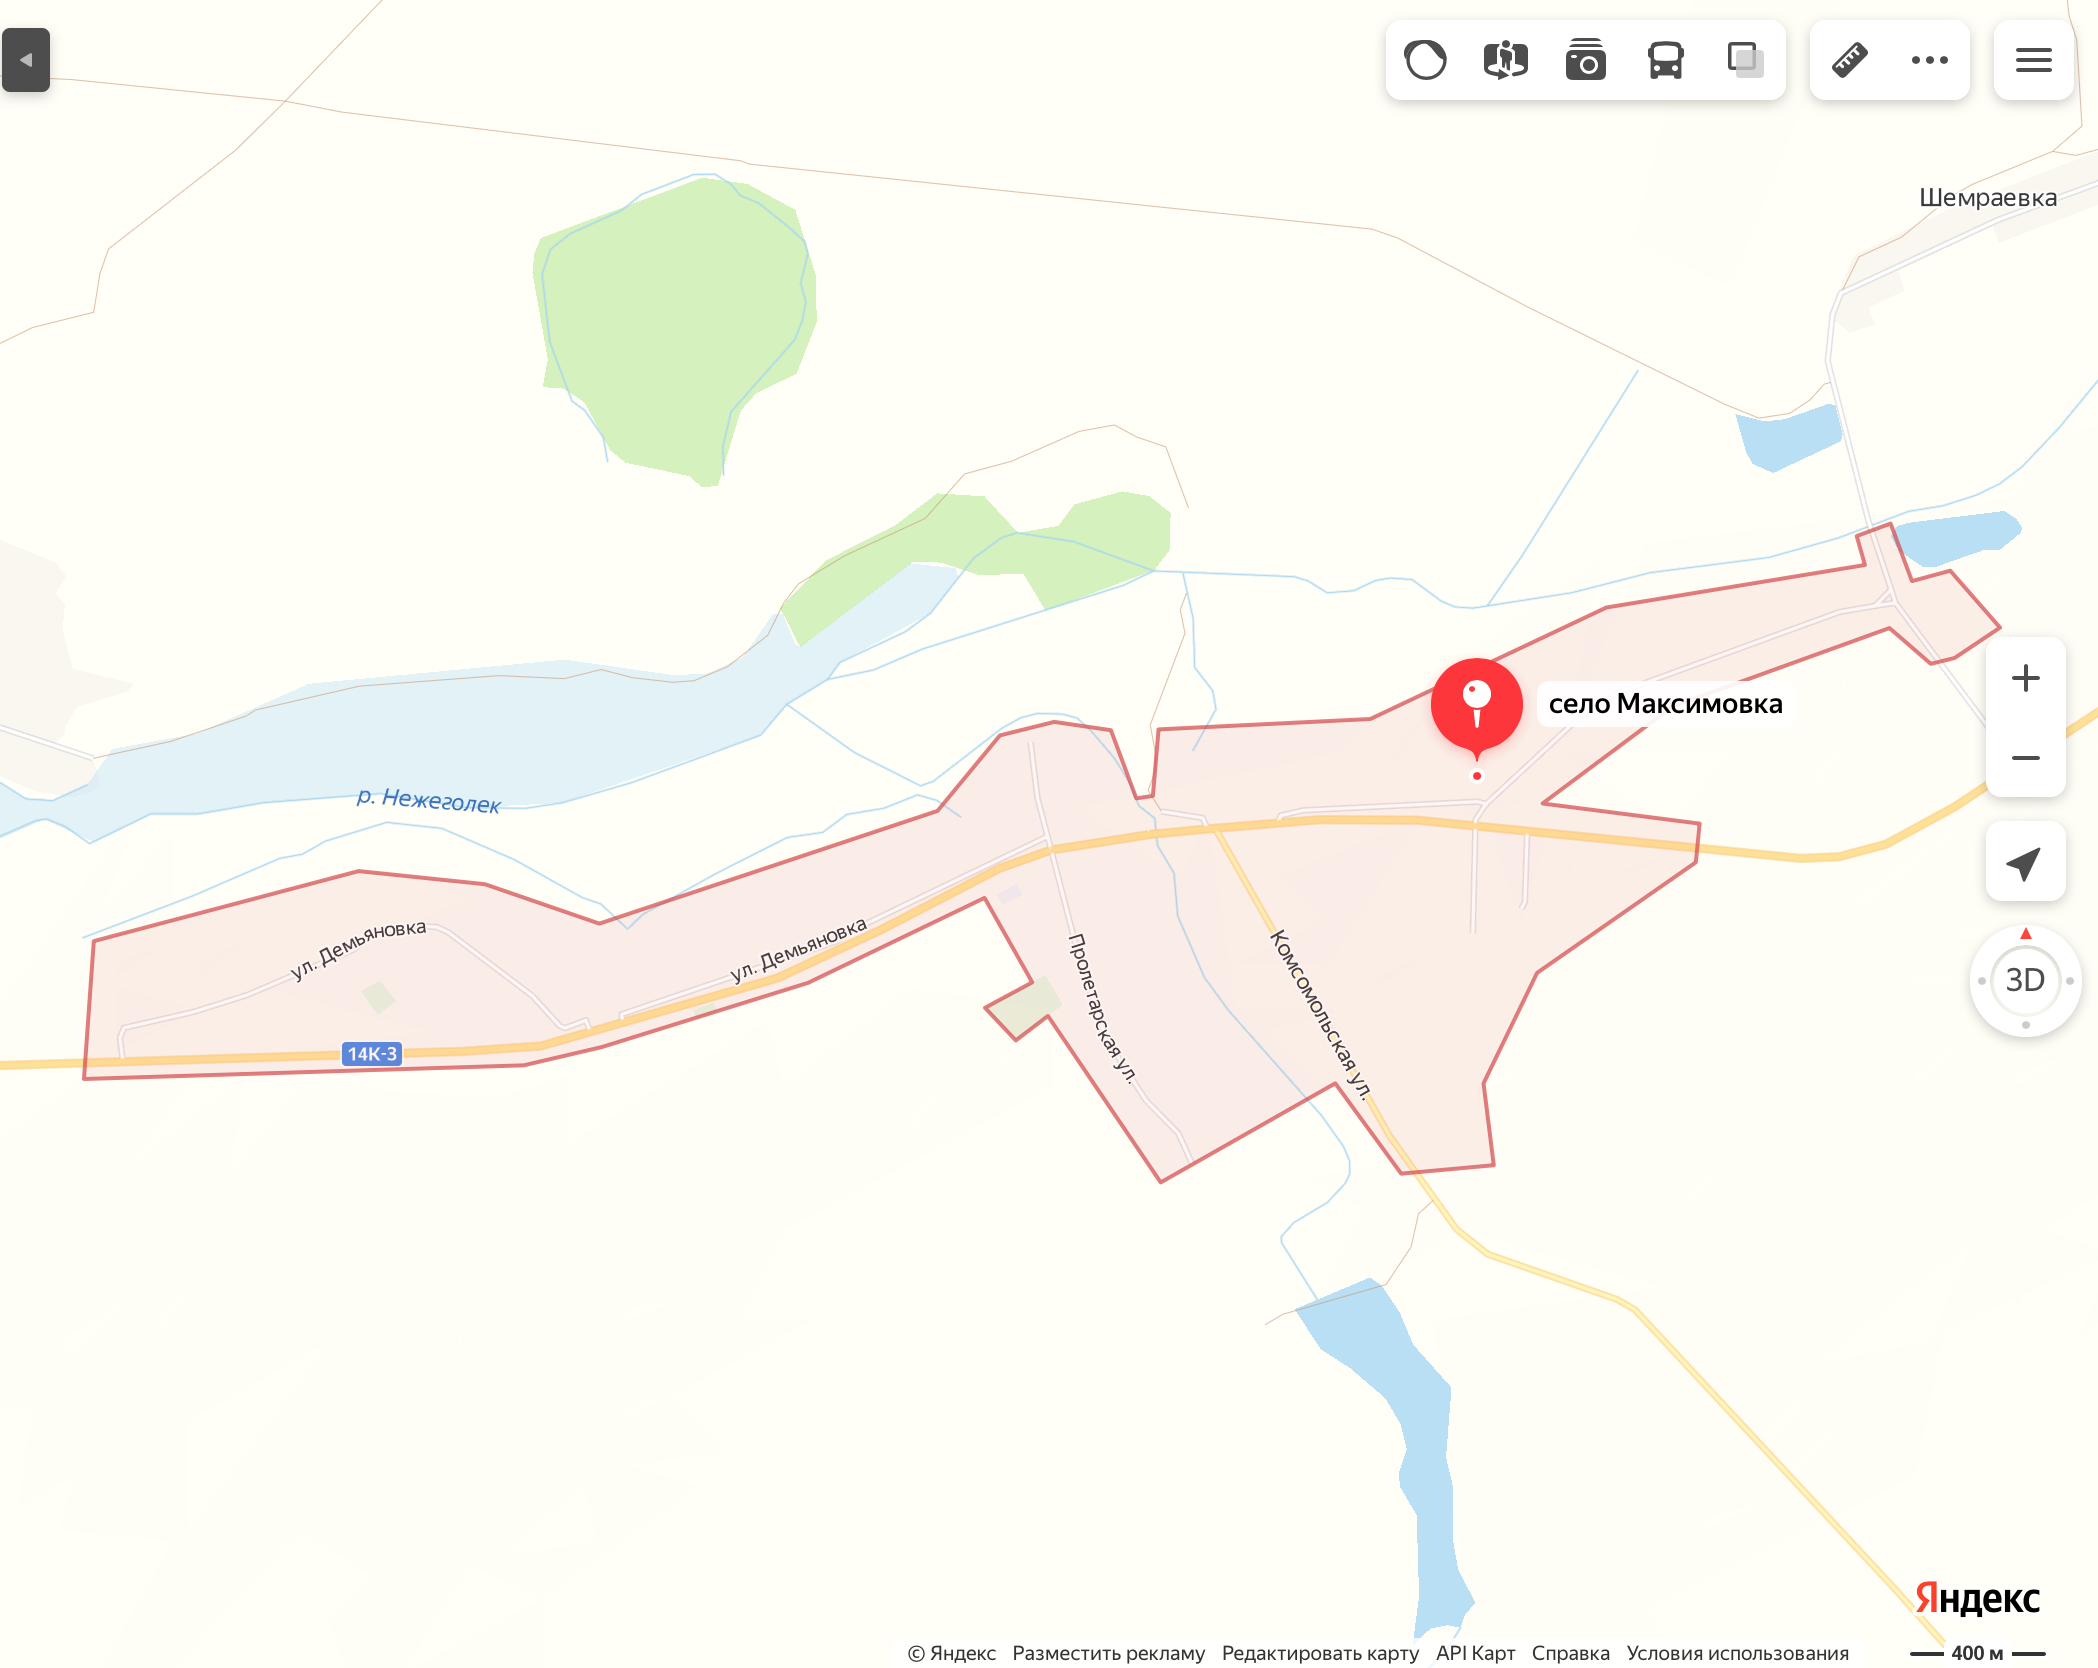 Шемраевка
село Максимовка
р. Нежеголек
ул. Демьяновка
ул. Демьяновка
Пролетарская ул.
Комсомольская ул.
3D
14К-3
Яндекс
© Яндекс Разместить рекламу Редактировать карту API Карт Справка Условия использования 400 м